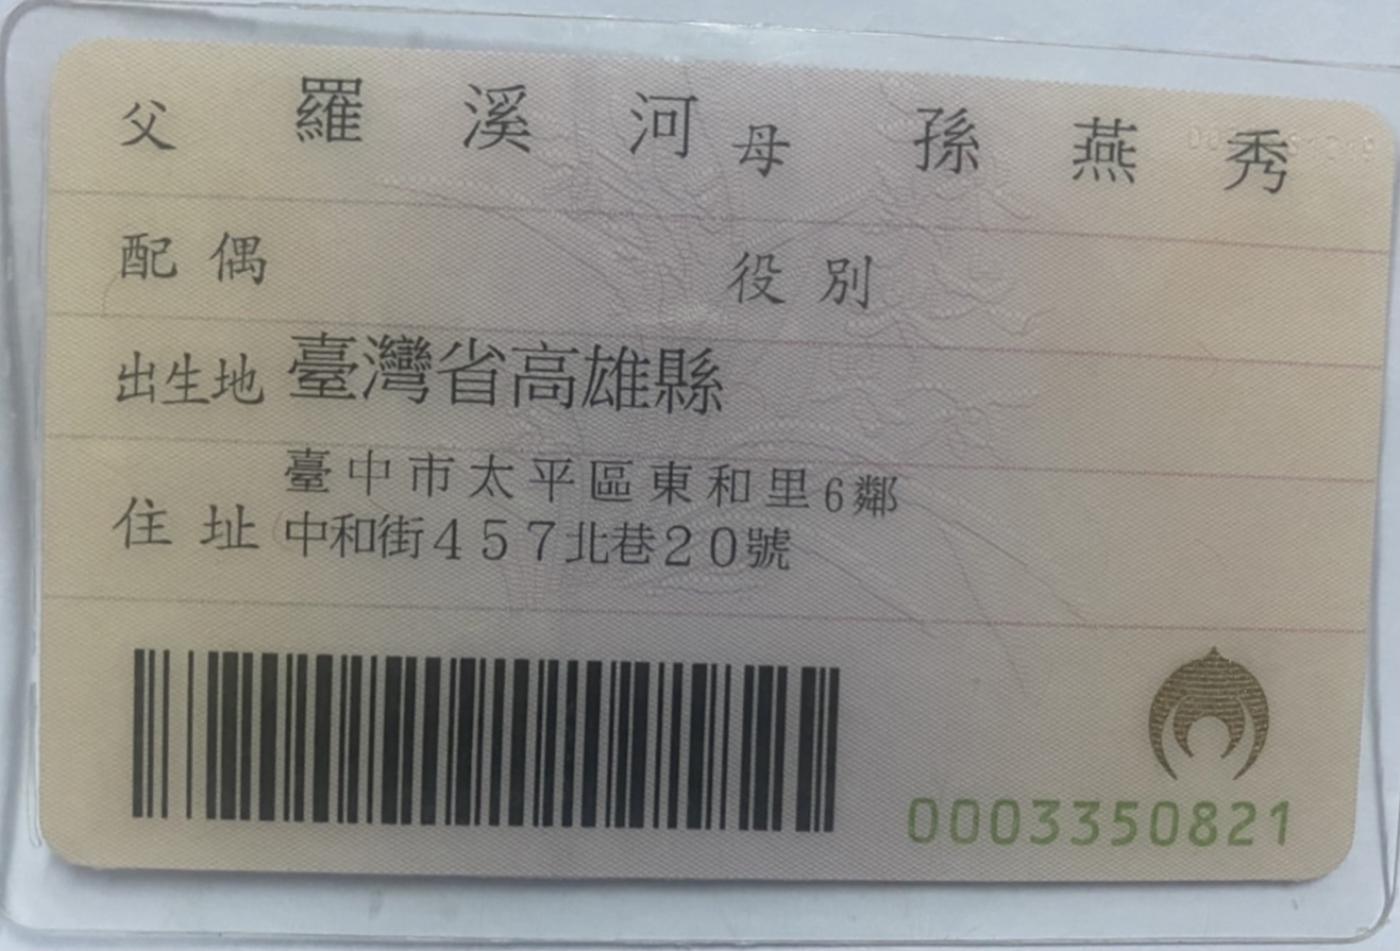 父 羅溪河 母 孫燕秀
配偶 役別
出生地 臺灣省高雄縣
住址 臺中市太平區東和里6鄰
中和街457北巷20號
0003350821